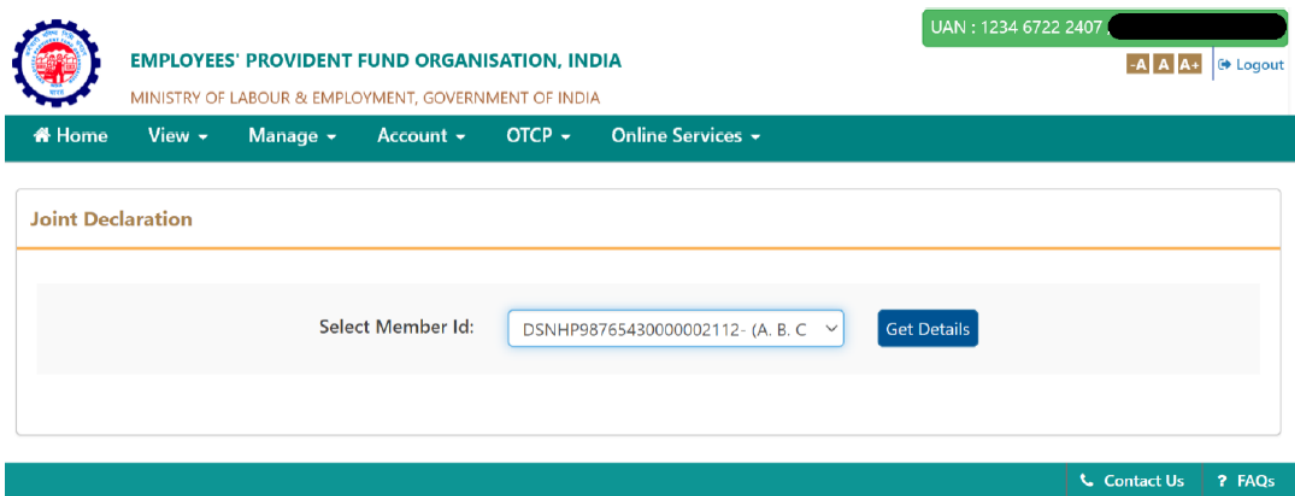 UAN : 1234 6722 2407
EMPLOYEES' PROVIDENT FUND ORGANISATION, INDIA
-A A A+ Logout
MINISTRY OF LABOUR & EMPLOYMENT, GOVERNMENT OF INDIA
Home View Manage Account OTCP Online Services
Joint Declaration
Select Member Id: DSNHP98765430000002112- (A. B. C Get Details
Contact Us ? FAQs